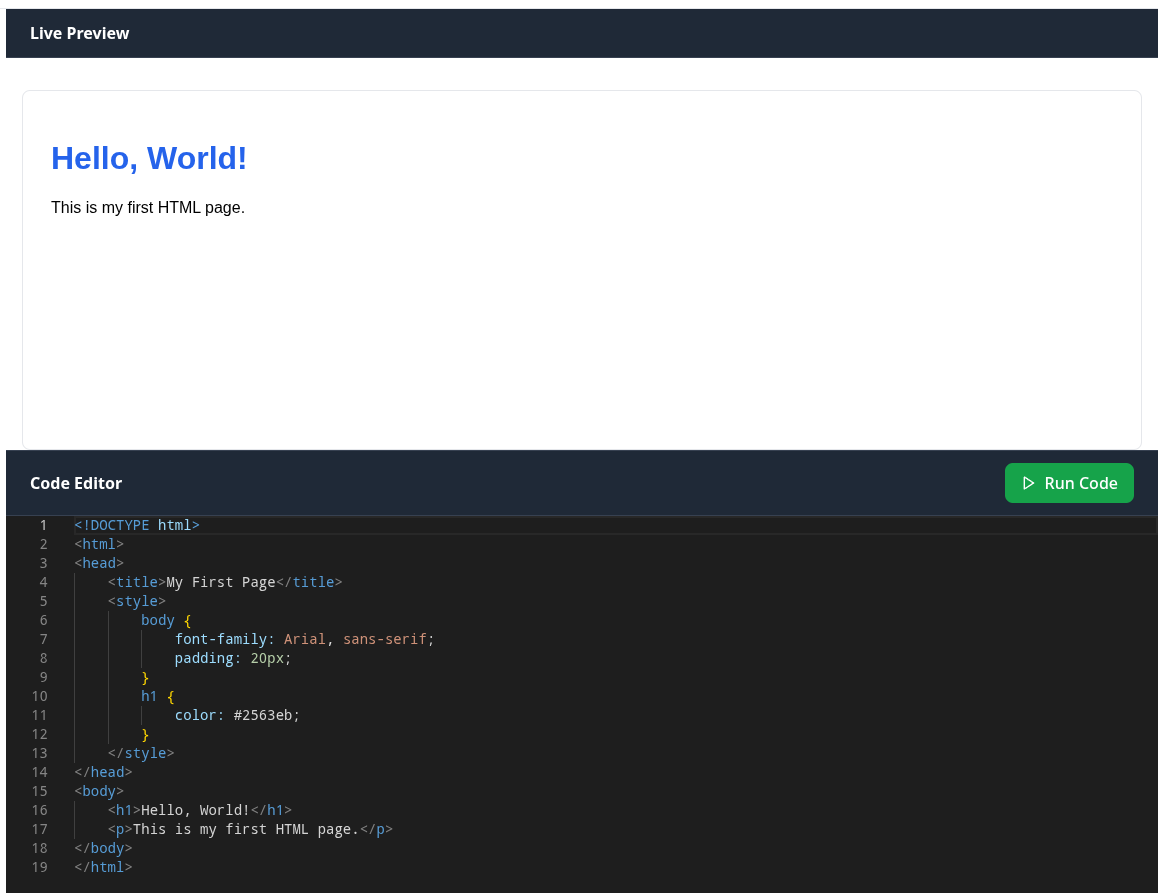 Live Preview
Hello, World!
This is my first HTML page.
Code Editor
Run Code
1 <!DOCTYPE html>
2 <html>
3 <head>
4     <title>My First Page</title>
5     <style>
6         body {
7             font-family: Arial, sans-serif;
8             padding: 20px;
9         }
10         h1 {
11             color: #2563eb;
12         }
13     </style>
14 </head>
15 <body>
16     <h1>Hello, World!</h1>
17     <p>This is my first HTML page.</p>
18 </body>
19 </html>